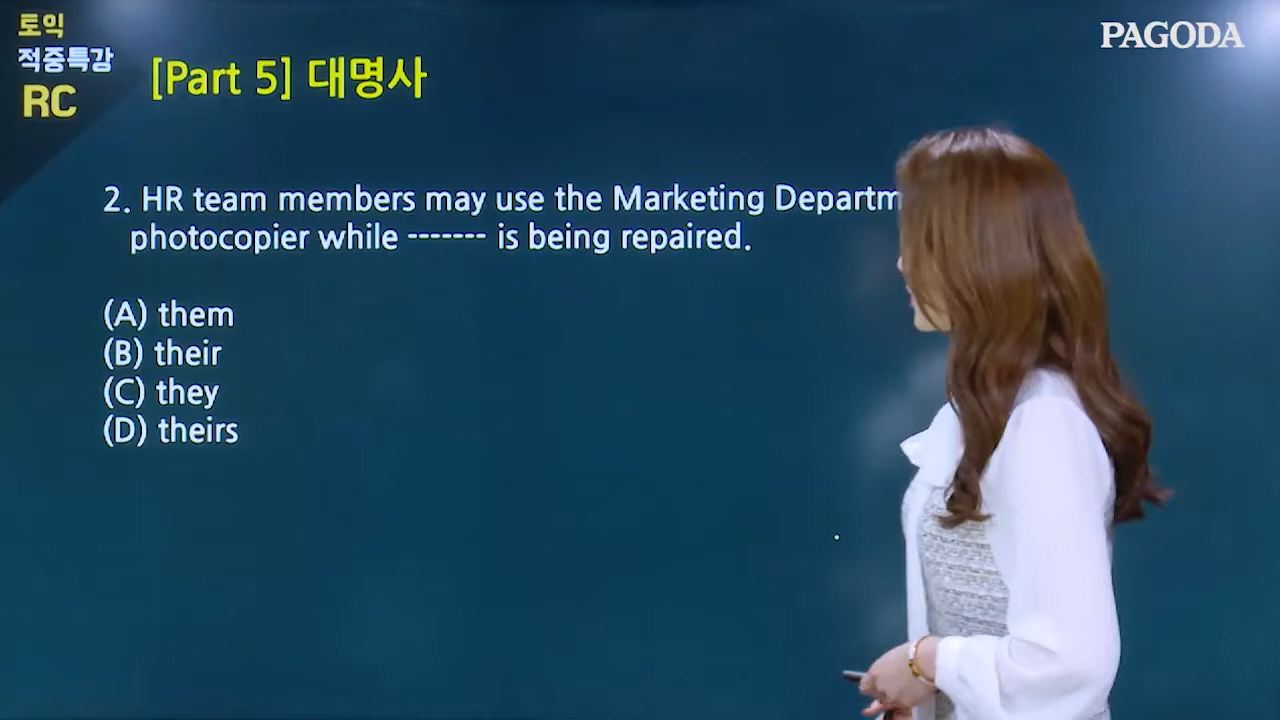 토익
적중특강
RC
PAGODA
[Part 5] 대명사
2. HR team members may use the Marketing
photocopier while ------- is being repaired.
(A) them
(B) their
(C) they
(D) theirs